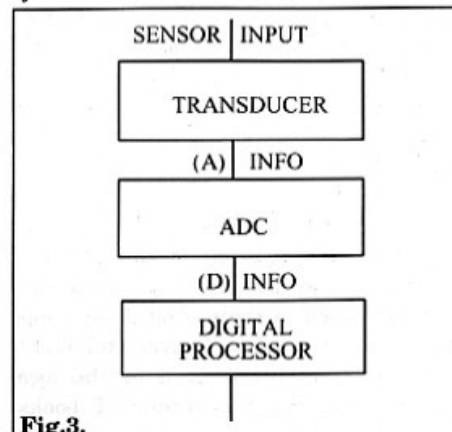 SENSOR INPUT
TRANSDUCER
(A) INFO
ADC
(D) INFO
DIGITAL
PROCESSOR
Fig.3.